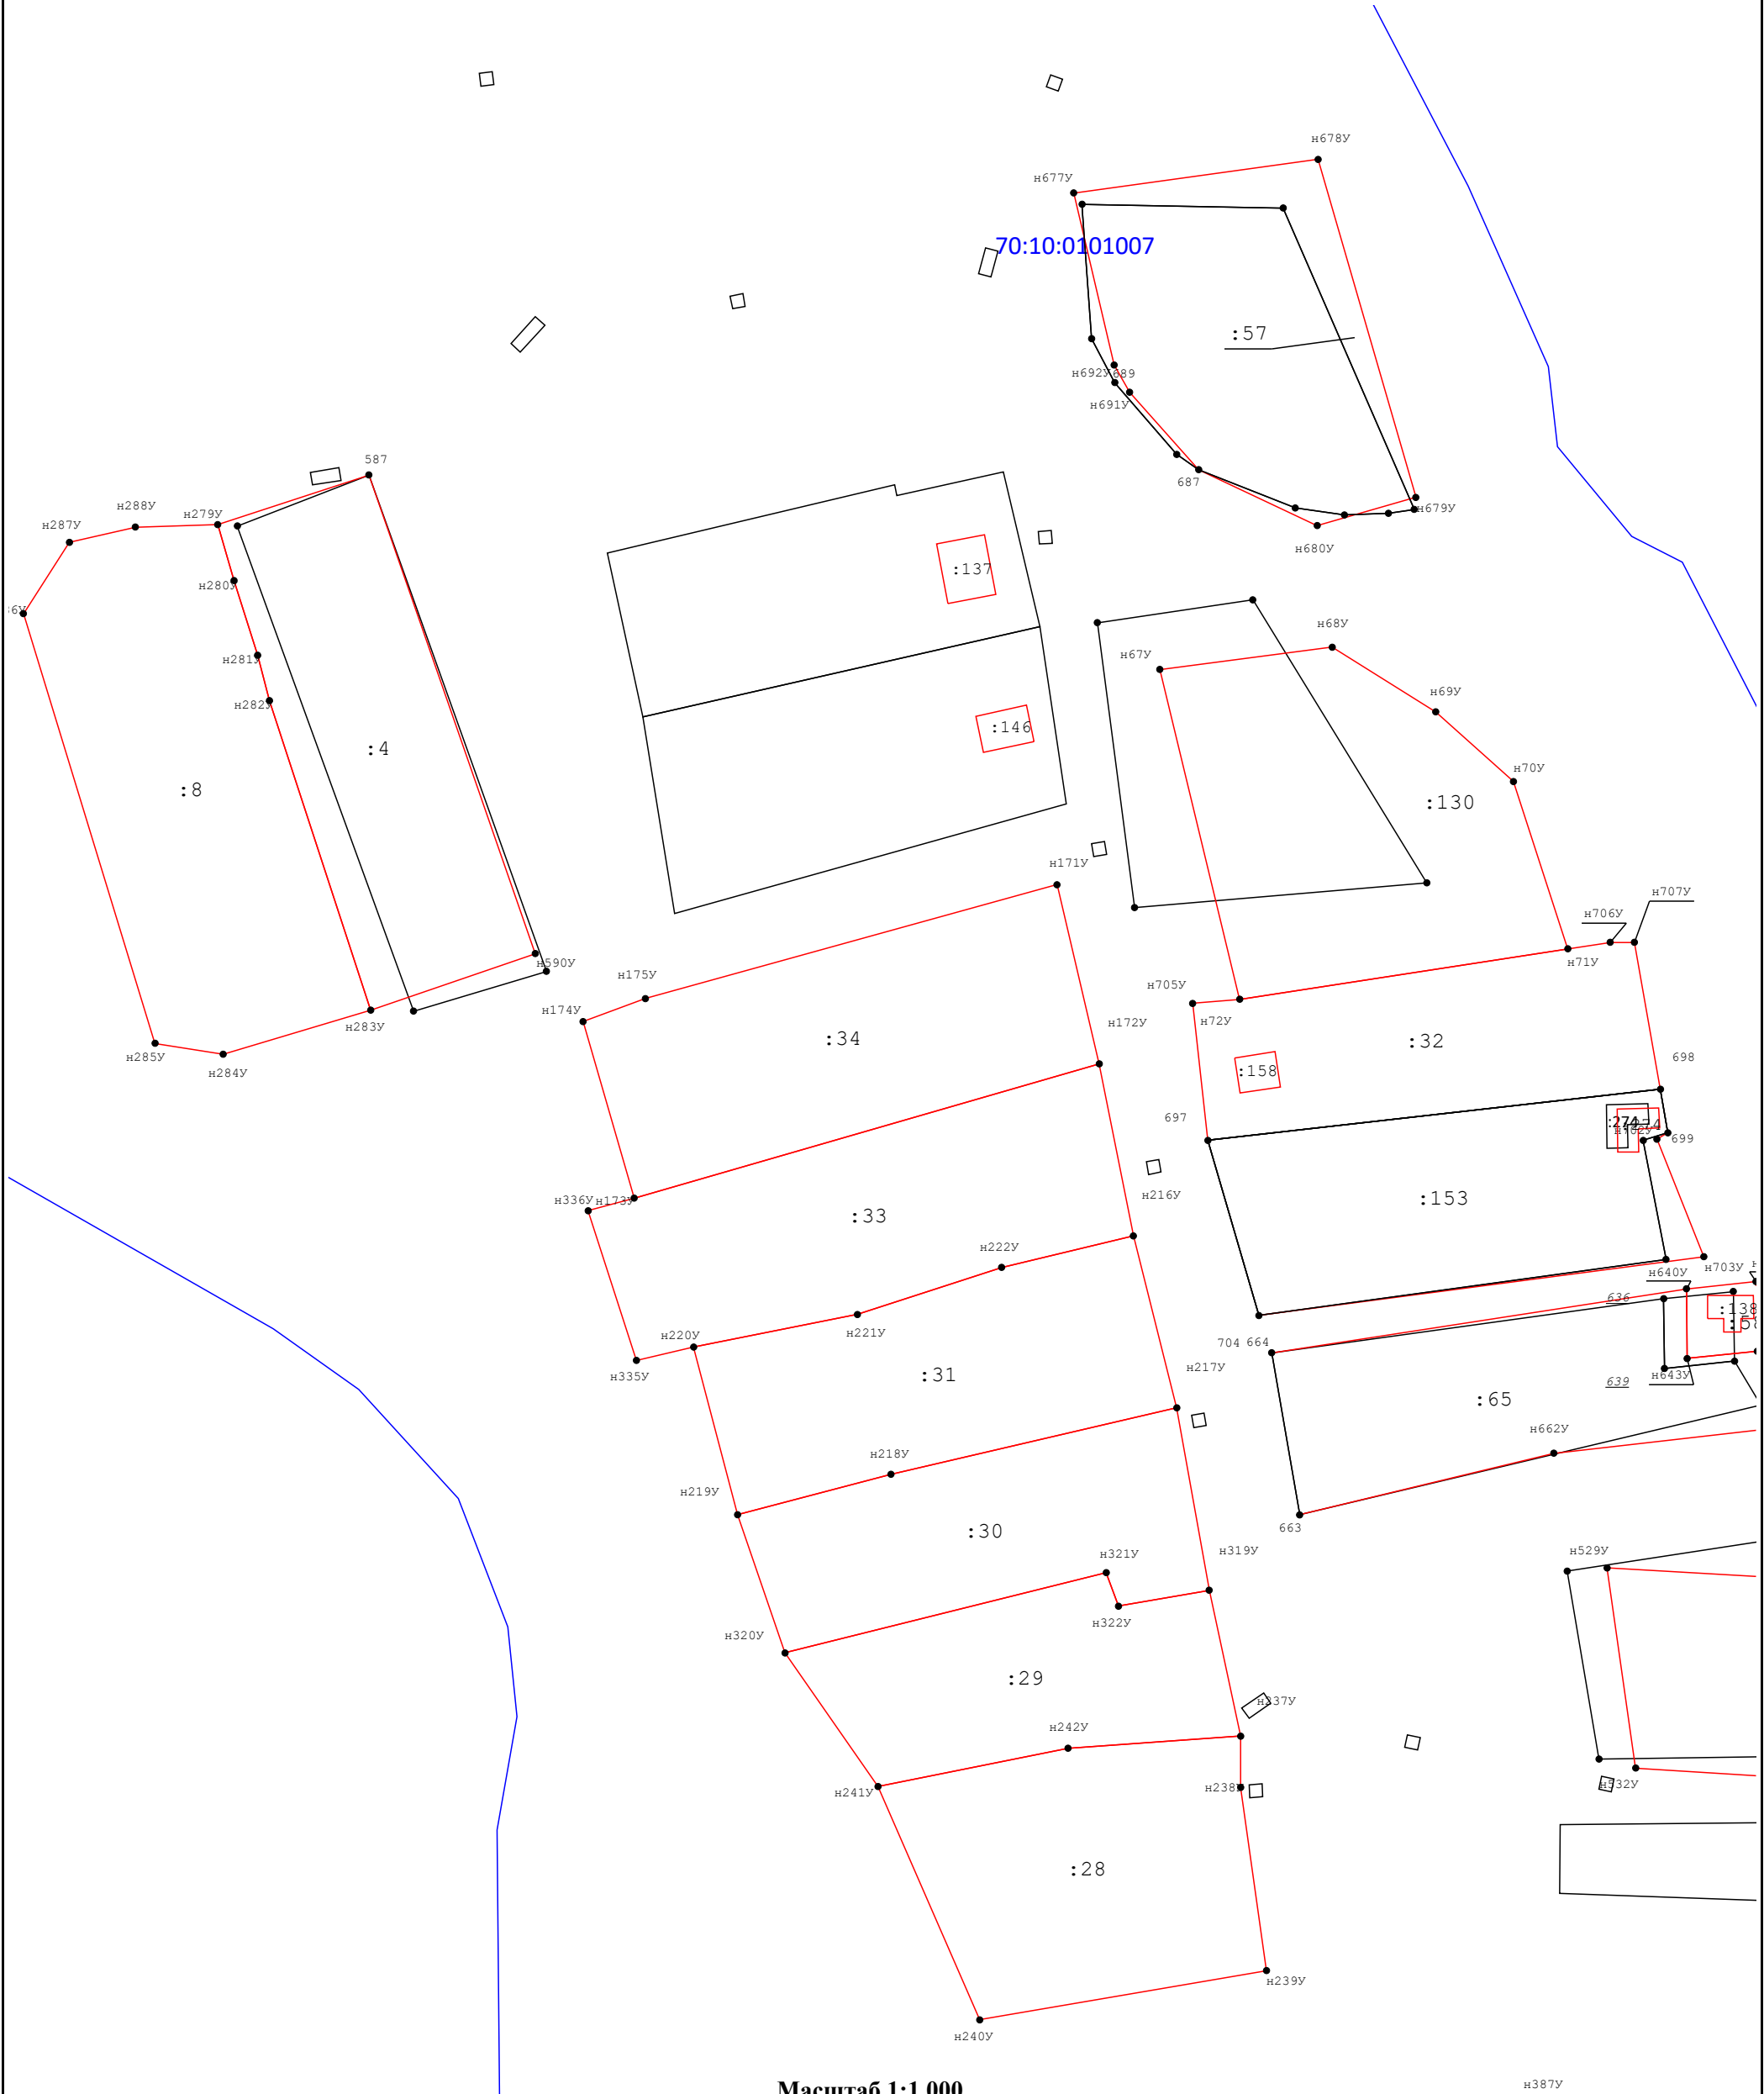 н678У
н677У
70:10:0101007
:57
н692У
689
н691У
587
687
н679У
н680У
н288У
н279У
н287У
:137
н280У
н68У
н67У
н281У
н69У
н282У
:146
:4
н70У
:8
:130
н171У
н707У
н706У
н590У
н71У
н175У
н705У
н174У
н72У
н283У
н172У
:34
:32
н285У
н284У
698
:158
697
699
н216У
:153
н336У
н173У
:33
н222У
н640У
н703У
636
:138
н221У
н220У
704
664
н335У
н217У
:31
н643У
639
:65
н662У
н218У
н219У
663
:30
н321У
н319У
н529У
н322У
н320У
:29
н237У
н242У
н241У
н238У
н532У
:28
н239У
н240У
Масштаб 1:1 000
н387У